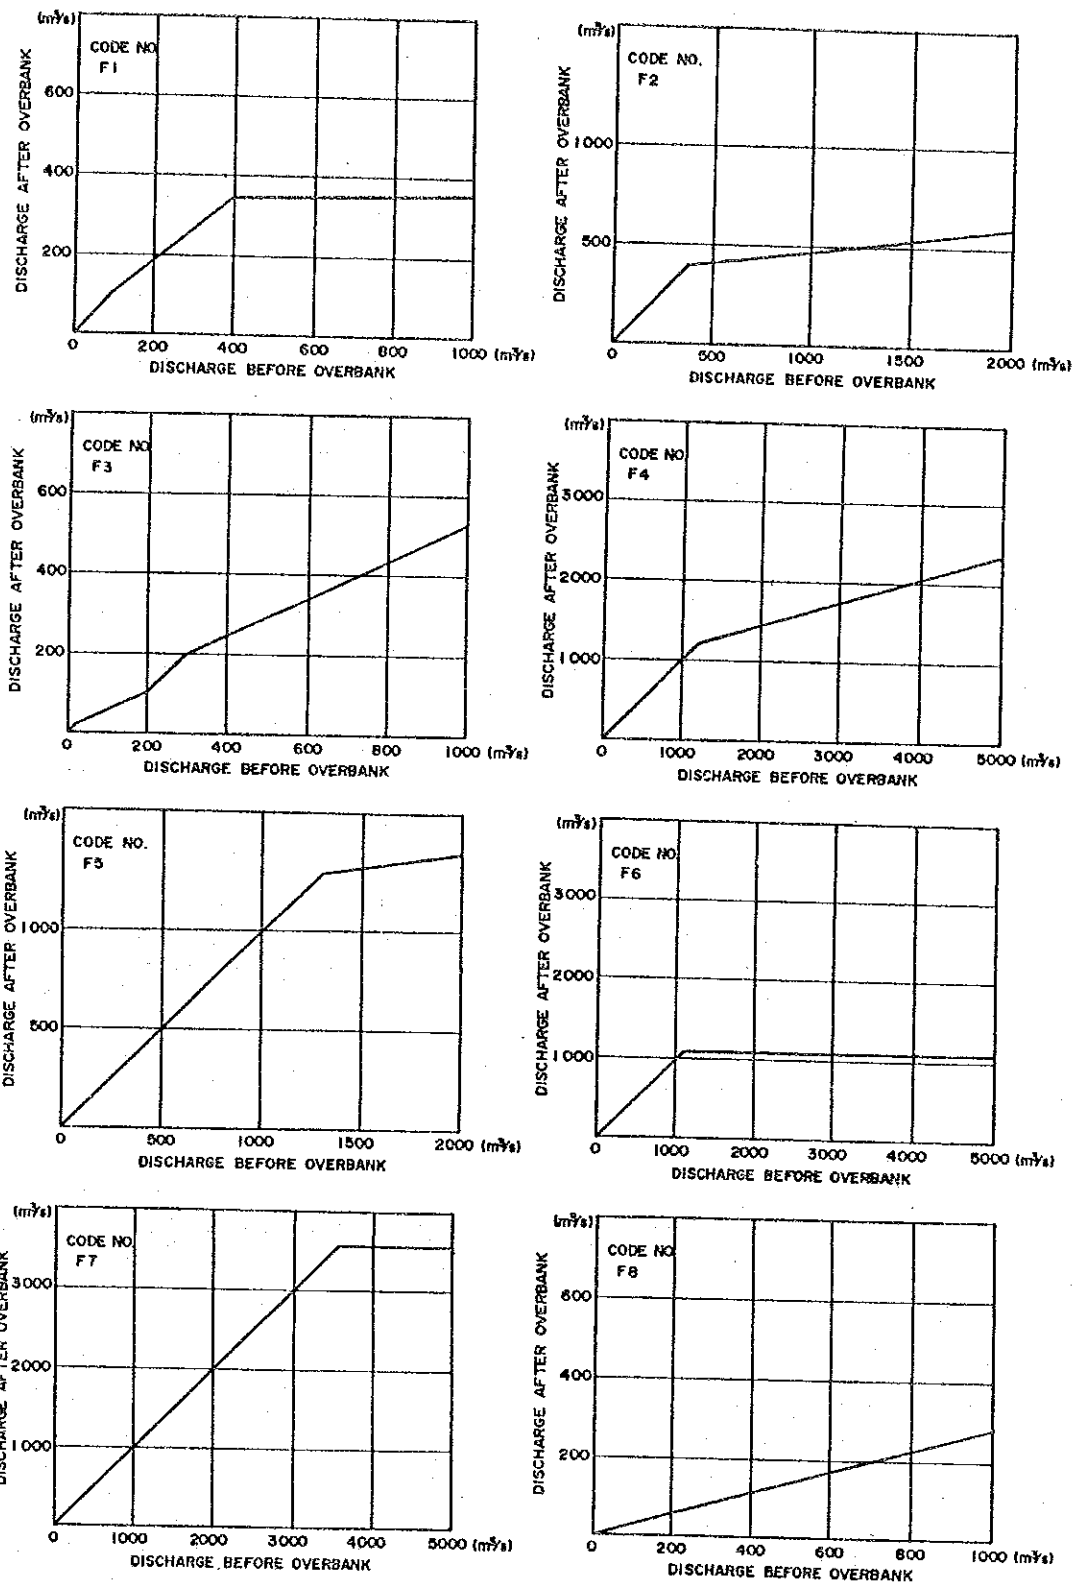 (m³/s)
CODE NO
F1
600
400
200
0 200 400 600 800 1000 (m³/s)
DISCHARGE AFTER OVERBANK
DISCHARGE BEFORE OVERBANK
(m³/s)
CODE NO.
F2
1000
500
0 500 1000 1500 2000 (m³/s)
DISCHARGE AFTER OVERBANK
DISCHARGE BEFORE OVERBANK
(m³/s)
CODE NO
F3
600
400
200
0 200 400 600 800 1000 (m³/s)
DISCHARGE AFTER OVERBANK
DISCHARGE BEFORE OVERBANK
(m³/s)
CODE NO
F4
3000
2000
1000
0 1000 2000 3000 4000 5000 (m³/s)
DISCHARGE AFTER OVERBANK
DISCHARGE BEFORE OVERBANK
(m³/s)
CODE NO.
F5
1000
500
0 500 1000 1500 2000 (m³/s)
DISCHARGE AFTER OVERBANK
DISCHARGE BEFORE OVERBANK
(m³/s)
CODE NO
F6
3000
2000
1000
0 1000 2000 3000 4000 5000 (m³/s)
DISCHARGE AFTER OVERBANK
DISCHARGE BEFORE OVERBANK
(m³/s)
CODE NO
F7
3000
2000
1000
0 1000 2000 3000 4000 5000 (m³/s)
DISCHARGE AFTER OVERBANK
DISCHARGE BEFORE OVERBANK
(m³/s)
CODE NO
F8
600
400
200
0 200 400 600 800 1000 (m³/s)
DISCHARGE AFTER OVERBANK
DISCHARGE BEFORE OVERBANK